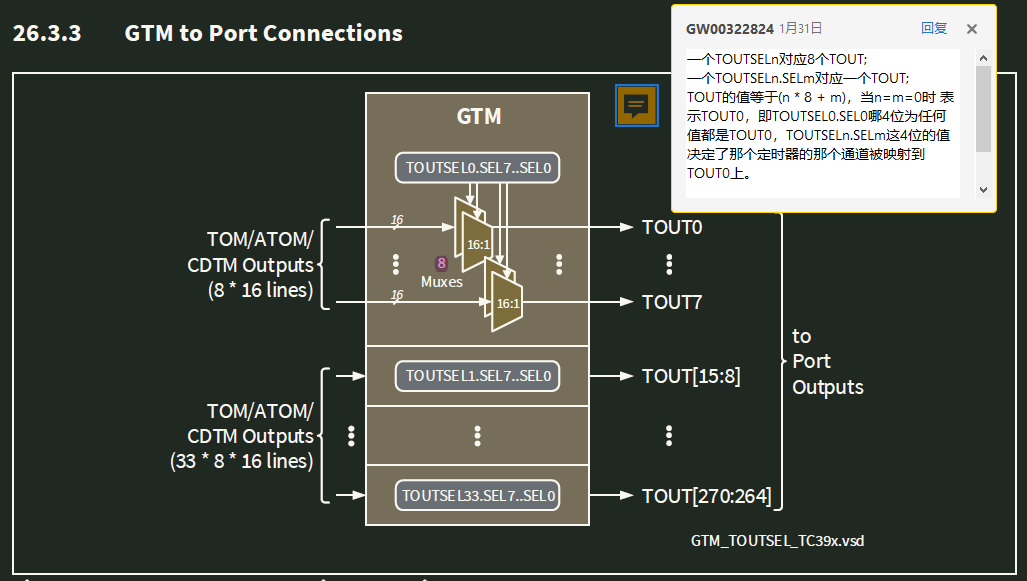 26.3.3 GTM to Port Connections
GW00322824 1月31日 回复
一个TOUTSELn对应8个TOUT;
一个TOUTSELn.SELm对应一个TOUT;
TOUT的值等于(n * 8 + m)，当n=m=0时 表
示TOUT0，即TOUTSEL0.SEL0哪4位为任何
值都是TOUT0，TOUTSELn.SELm这4位的值
决定了那个定时器的那个通道被映射到
TOUT0上。
GTM
TOUTSEL0.SEL7..SEL0
16
TOUT0
TOM/ATOM/
CDTM Outputs
(8 * 16 lines)
16:1
8
Muxes
16
16:1
TOUT7
to
Port
Outputs
TOUTSEL1.SEL7..SEL0
TOUT[15:8]
TOM/ATOM/
CDTM Outputs
(33 * 8 * 16 lines)
TOUTSEL33.SEL7..SEL0
TOUT[270:264]
GTM_TOUTSEL_TC39x.vsd